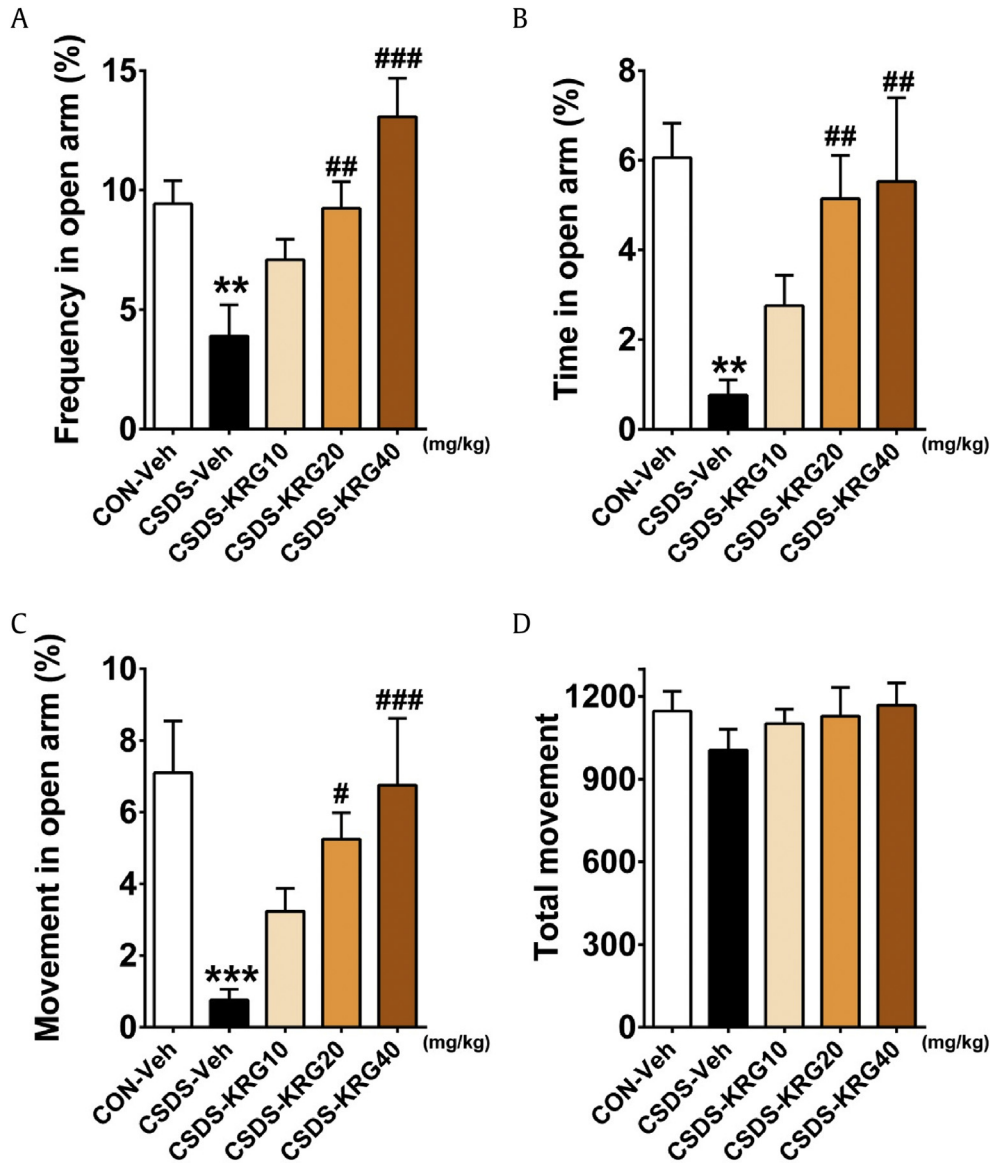 A
Frequency in open arm (%)
15
10
5
0
**
##
###
CON-Veh
CSDS-Veh
CSDS-KRG10
CSDS-KRG20
CSDS-KRG40
(mg/kg)
B
Time in open arm (%)
8
6
4
2
0
**
##
##
CON-Veh
CSDS-Veh
CSDS-KRG10
CSDS-KRG20
CSDS-KRG40
(mg/kg)
C
Movement in open arm (%)
10
8
6
4
2
0
***
#
###
CON-Veh
CSDS-Veh
CSDS-KRG10
CSDS-KRG20
CSDS-KRG40
(mg/kg)
D
Total movement
1200
900
600
300
0
CON-Veh
CSDS-Veh
CSDS-KRG10
CSDS-KRG20
CSDS-KRG40
(mg/kg)